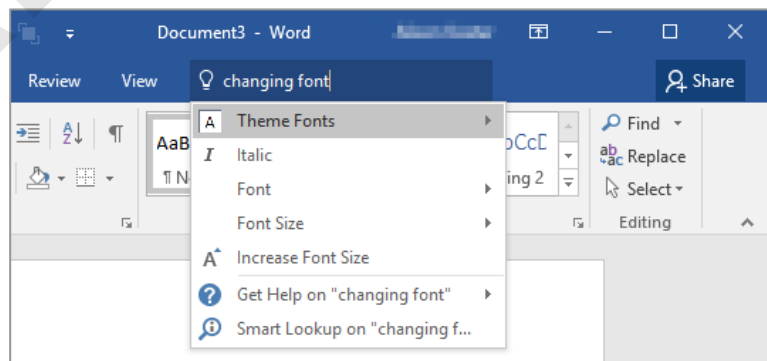 Document3 - Word
Review View changing font Share
AaB
¶ N
ing 2
Find
Replace
Select
Editing
Theme Fonts
Italic
Font
Font Size
Increase Font Size
Get Help on "changing font"
Smart Lookup on "changing f...